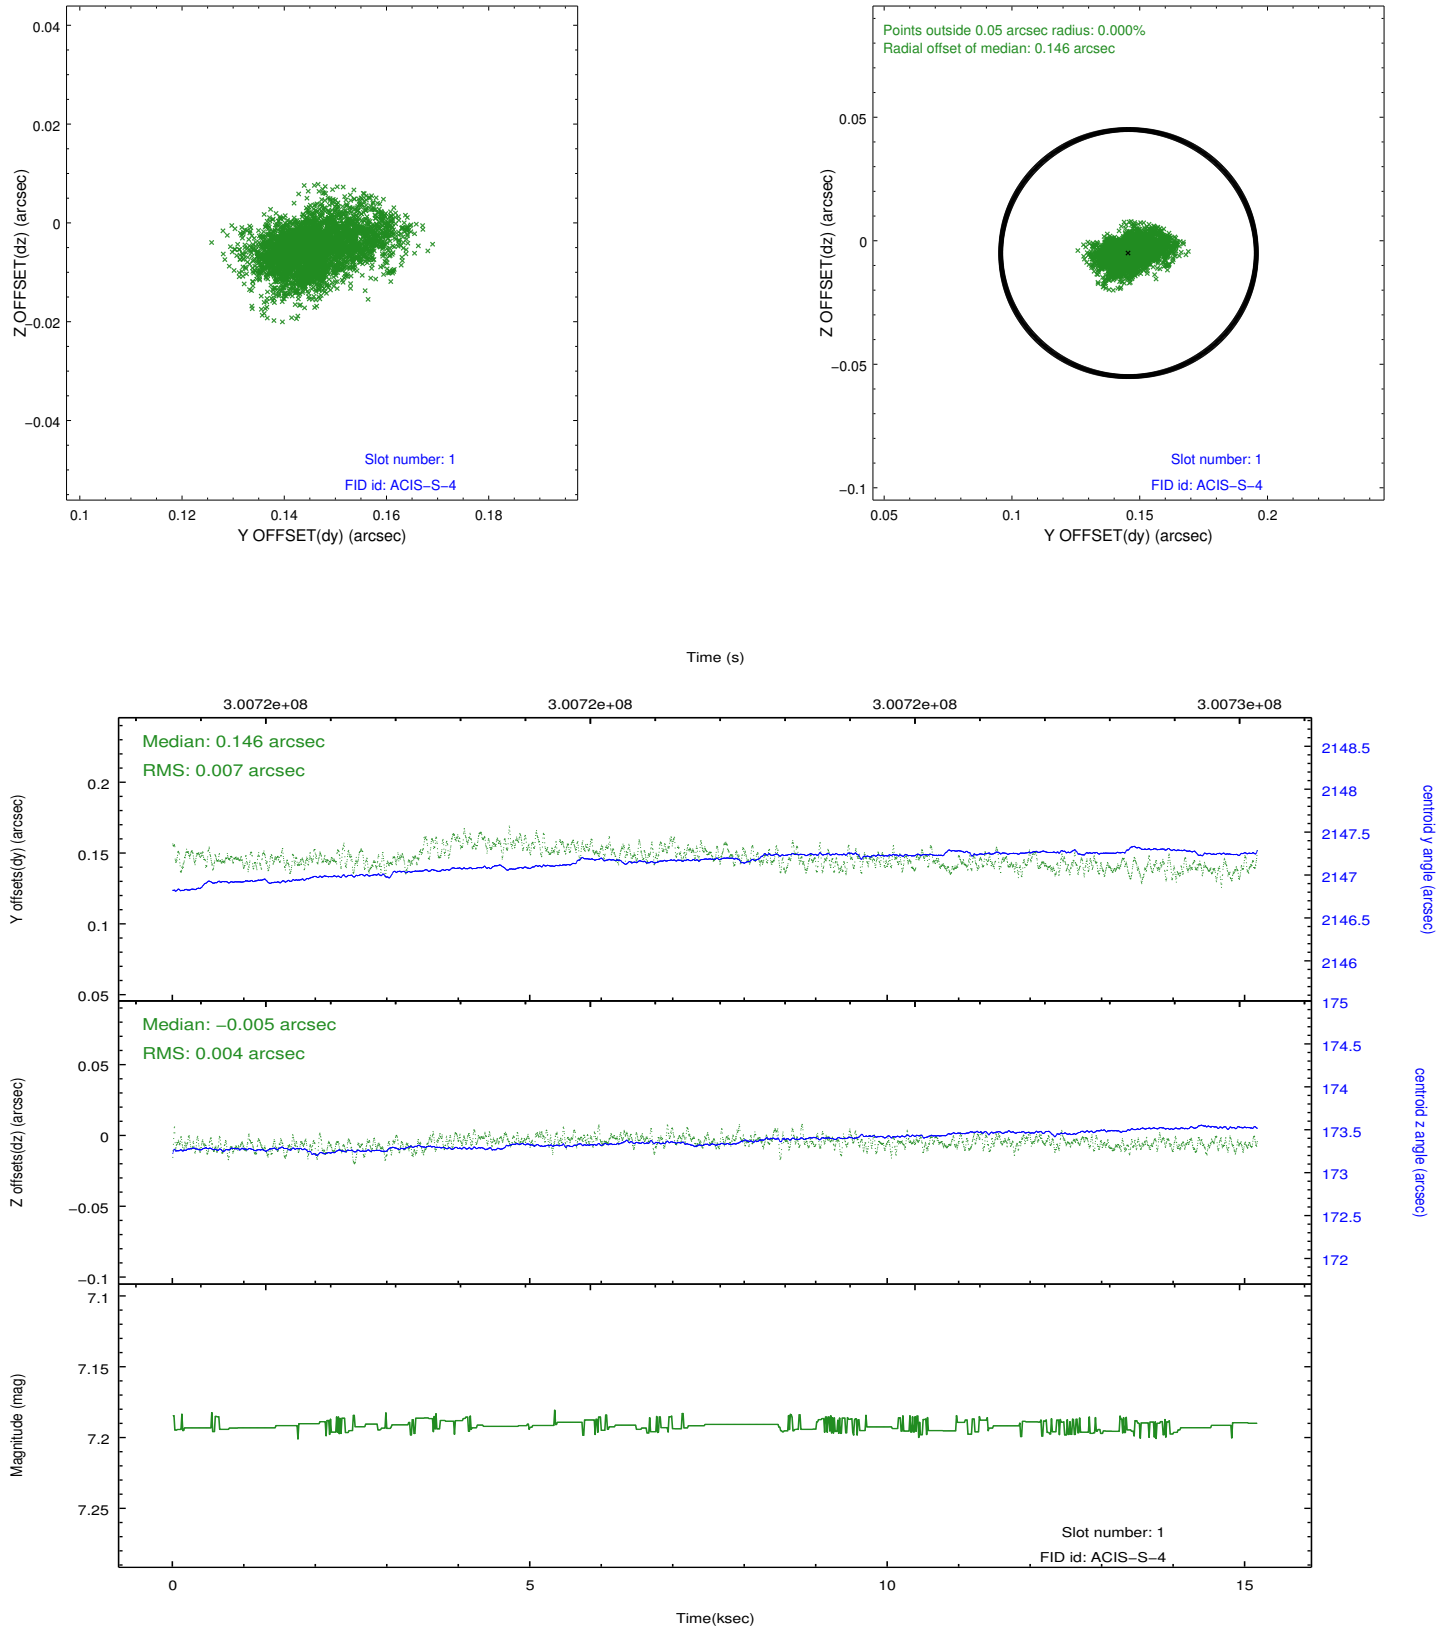 0.04
0.02
0
−0.02
−0.04
Z OFFSET(dz) (arcsec)
Slot number: 1
FID id: ACIS−S−4
0.1 0.12 0.14 0.16 0.18
Y OFFSET(dy) (arcsec)
Points outside 0.05 arcsec radius: 0.000%
Radial offset of median: 0.146 arcsec
0.05
0
−0.05
−0.1
Z OFFSET(dz) (arcsec)
Slot number: 1
FID id: ACIS−S−4
0.05 0.1 0.15 0.2
Y OFFSET(dy) (arcsec)
Time (s)
3.0072e+08 3.0072e+08 3.0072e+08 3.0073e+08
Median: 0.146 arcsec
RMS: 0.007 arcsec
0.2
0.15
0.1
0.05
Y offsets(dy) (arcsec)
2148.5
2148
2147.5
2147
2146.5
2146
centroid y angle (arcsec)
Median: −0.005 arcsec
RMS: 0.004 arcsec
0.05
0
−0.05
−0.1
Z offsets(dz) (arcsec)
175
174.5
174
173.5
173
172.5
172
centroid z angle (arcsec)
7.1
7.15
7.2
7.25
Magnitude (mag)
Slot number: 1
FID id: ACIS−S−4
0 5 10 15
Time(ksec)